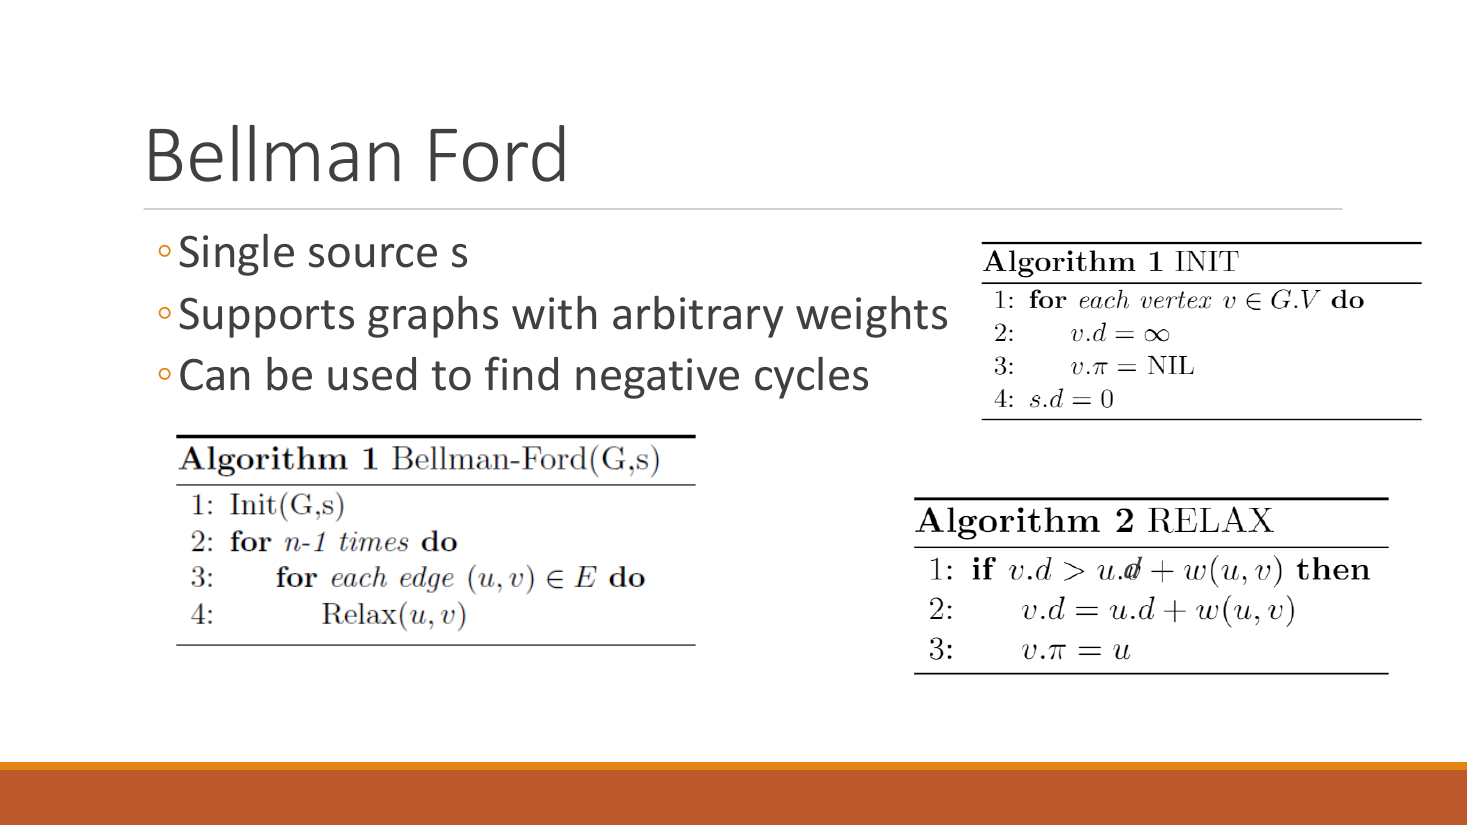 Bellman Ford
◦Single source s
◦Supports graphs with arbitrary weights
◦Can be used to find negative cycles
Algorithm 1 Bellman-Ford(G,s)
1: Init(G,s)
2: for n-1 times do
3: for each edge (u, v) ∈ E do
4: Relax(u, v)
Algorithm 1 INIT
1: for each vertex v ∈ G.V do
2: v.d = ∞
3: v.π = NIL
4: s.d = 0
Algorithm 2 RELAX
1: if v.d > u.d + w(u, v) then
2: v.d = u.d + w(u, v)
3: v.π = u